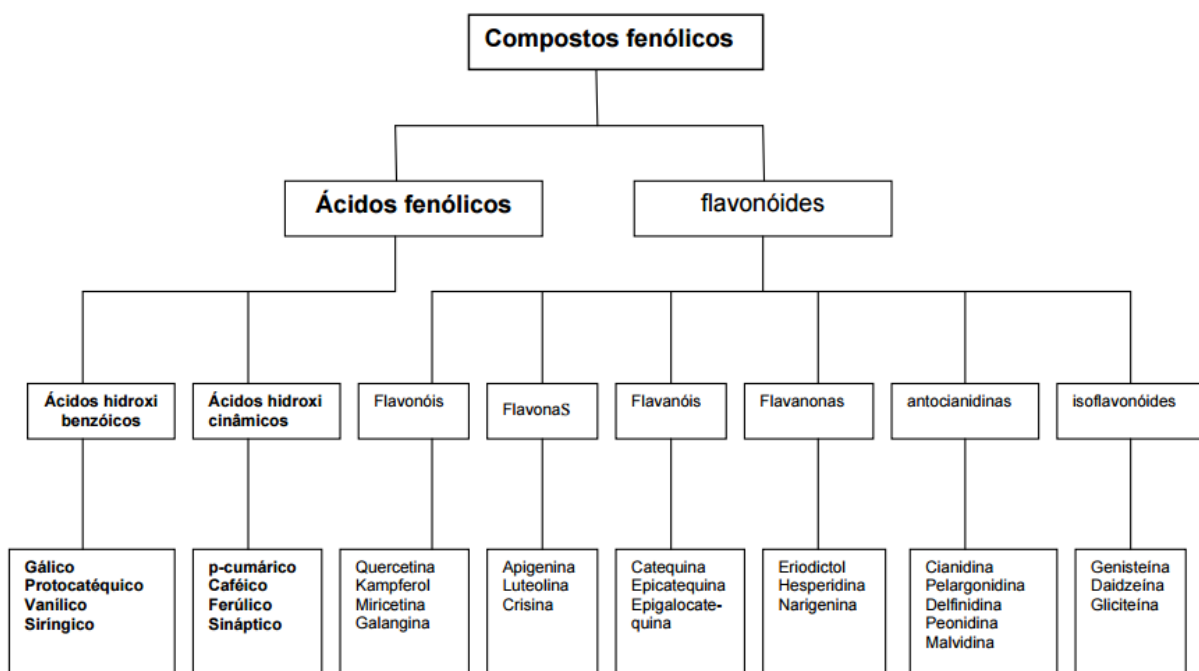 Compostos fenólicos
Ácidos fenólicos
flavonóides
Ácidos hidroxi
benzóicos
Ácidos hidroxi
cinâmicos
Flavonóis
FlavonaS
Flavanóis
Flavanonas
antocianidinas
isoflavonóides
Gálico
Protocatéquico
Vanílico
Siríngico
p-cumárico
Caféico
Ferúlico
Sináptico
Quercetina
Kampferol
Miricetina
Galangina
Apigenina
Luteolina
Crisina
Catequina
Epicatequina
Epigalocate-
quina
Eriodictol
Hesperidina
Narigenina
Cianidina
Pelargonidina
Delfinidina
Peonidina
Malvidina
Genisteína
Daidzeína
Gliciteína